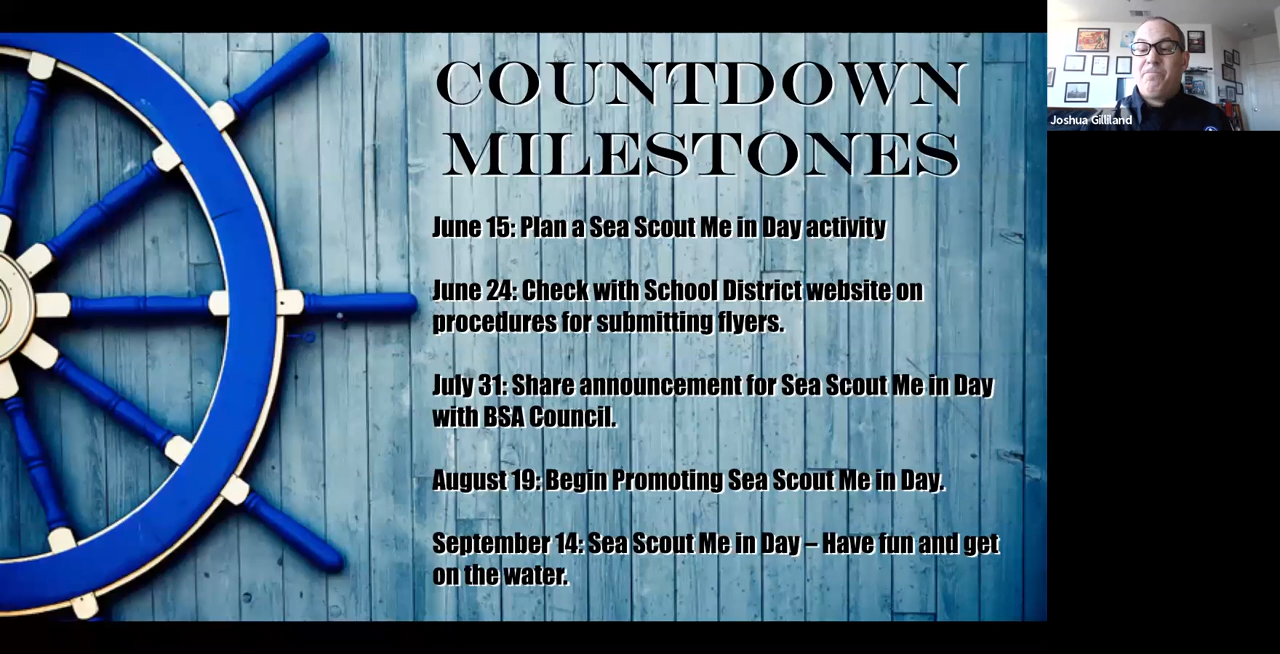 COUNTDOWN
MILESTONES
June 15: Plan a Sea Scout Me in Day activity
June 24: Check with School District website on
procedures for submitting flyers.
July 31: Share announcement for Sea Scout Me in Day
with BSA Council.
August 19: Begin Promoting Sea Scout Me in Day.
September 14: Sea Scout Me in Day – Have fun and get
on the water.
Joshua Gilliland